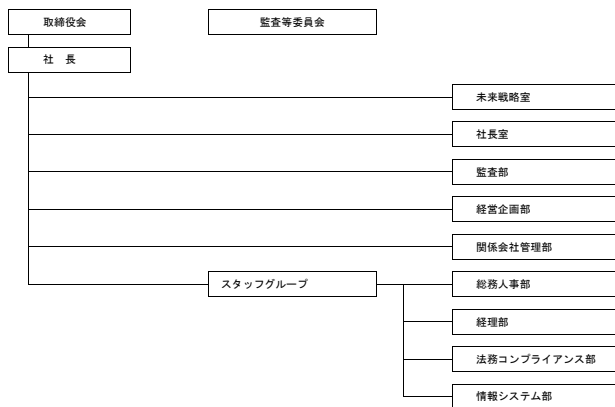 取締役会
監査等委員会
社　長
未来戦略室
社長室
監査部
経営企画部
関係会社管理部
スタッフグループ
総務人事部
経理部
法務コンプライアンス部
情報システム部